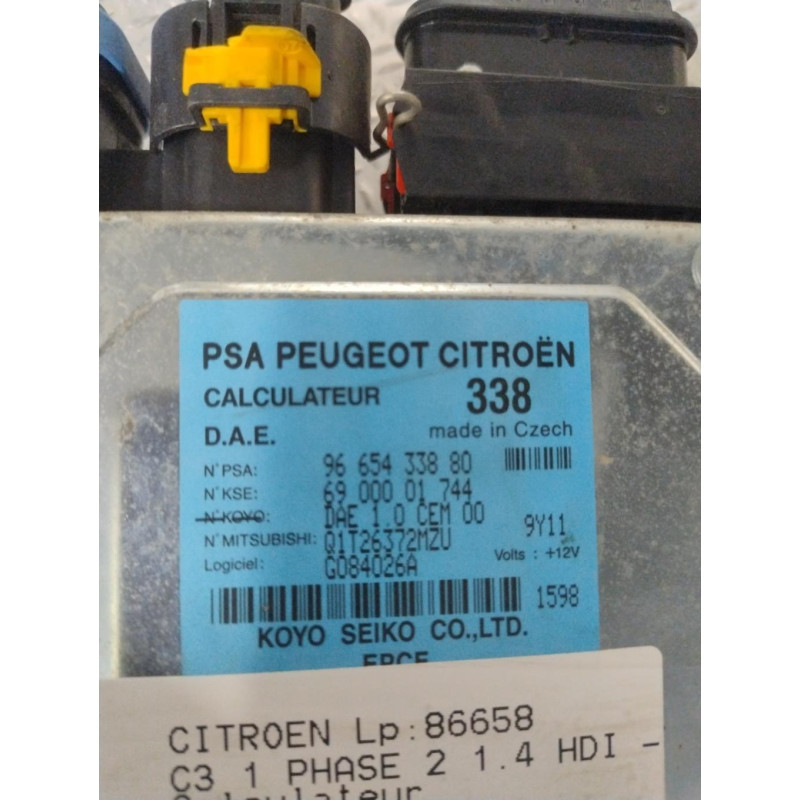 PSA PEUGEOT CITROËN
CALCULATEUR 338
D.A.E. made in Czech
N°PSA: 96 654 338 80
N°KSE: 69 000 01 744
N°KOYO: DAE 1.0 CEM 00
9Y11
N°MITSUBISHI: Q1T26372MZU
Volts : +12V
Logiciel: G084026A
1598
KOYO SEIKO CO.,LTD.
CITROEN Lp:86658
C3 1 PHASE 2 1.4 HDI -
Calculateur